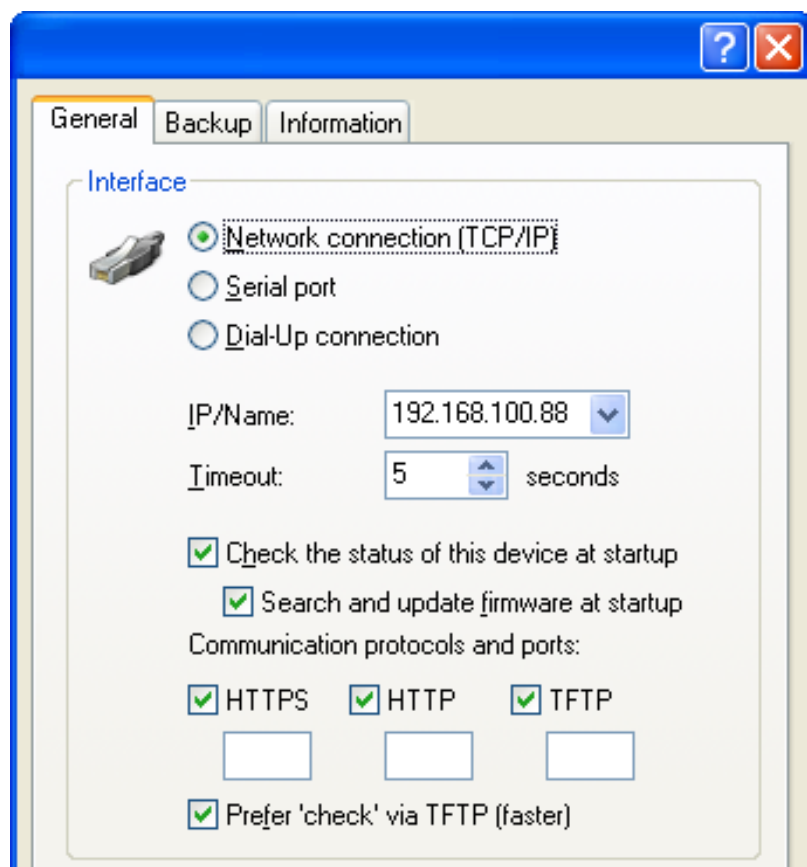 General Backup Information
Interface
Network connection (TCP/IP)
Serial port
Dial-Up connection
IP/Name: 192.168.100.88
Timeout: 5 seconds
Check the status of this device at startup
Search and update firmware at startup
Communication protocols and ports:
HTTPS HTTP TFTP
Prefer 'check' via TFTP (faster)